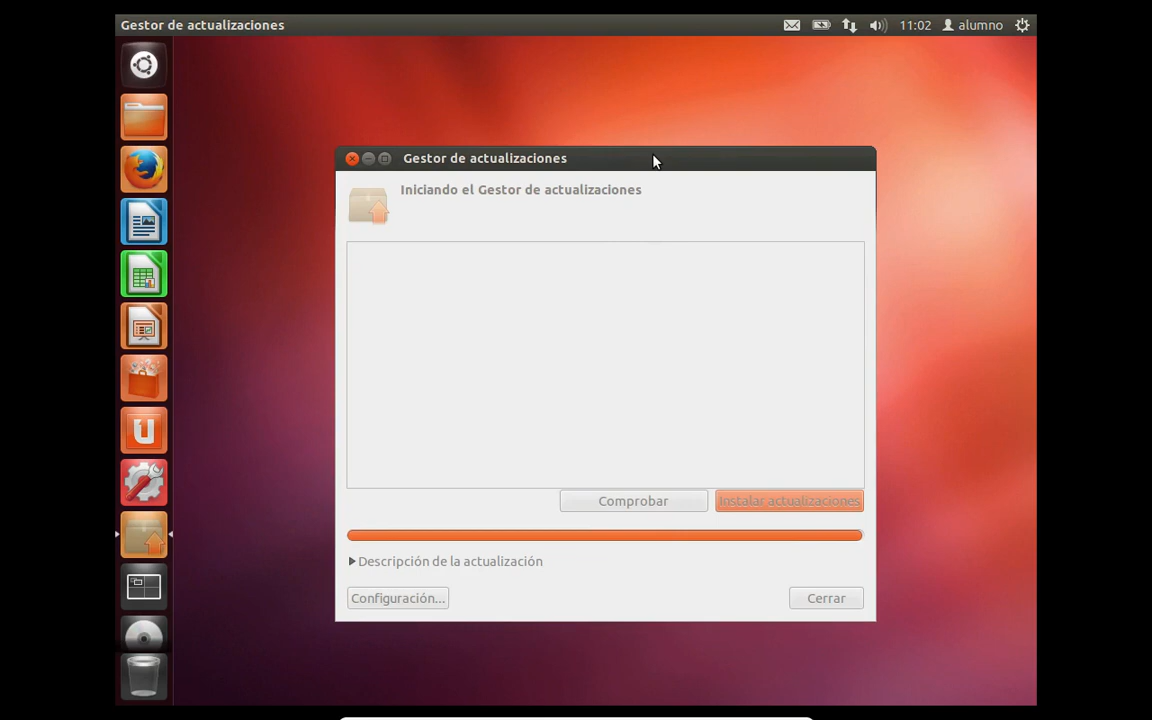 Gestor de actualizaciones
11:02 alumno
Gestor de actualizaciones
Iniciando el Gestor de actualizaciones
Comprobar
Instalar actualizaciones
Descripción de la actualización
Configuración...
Cerrar